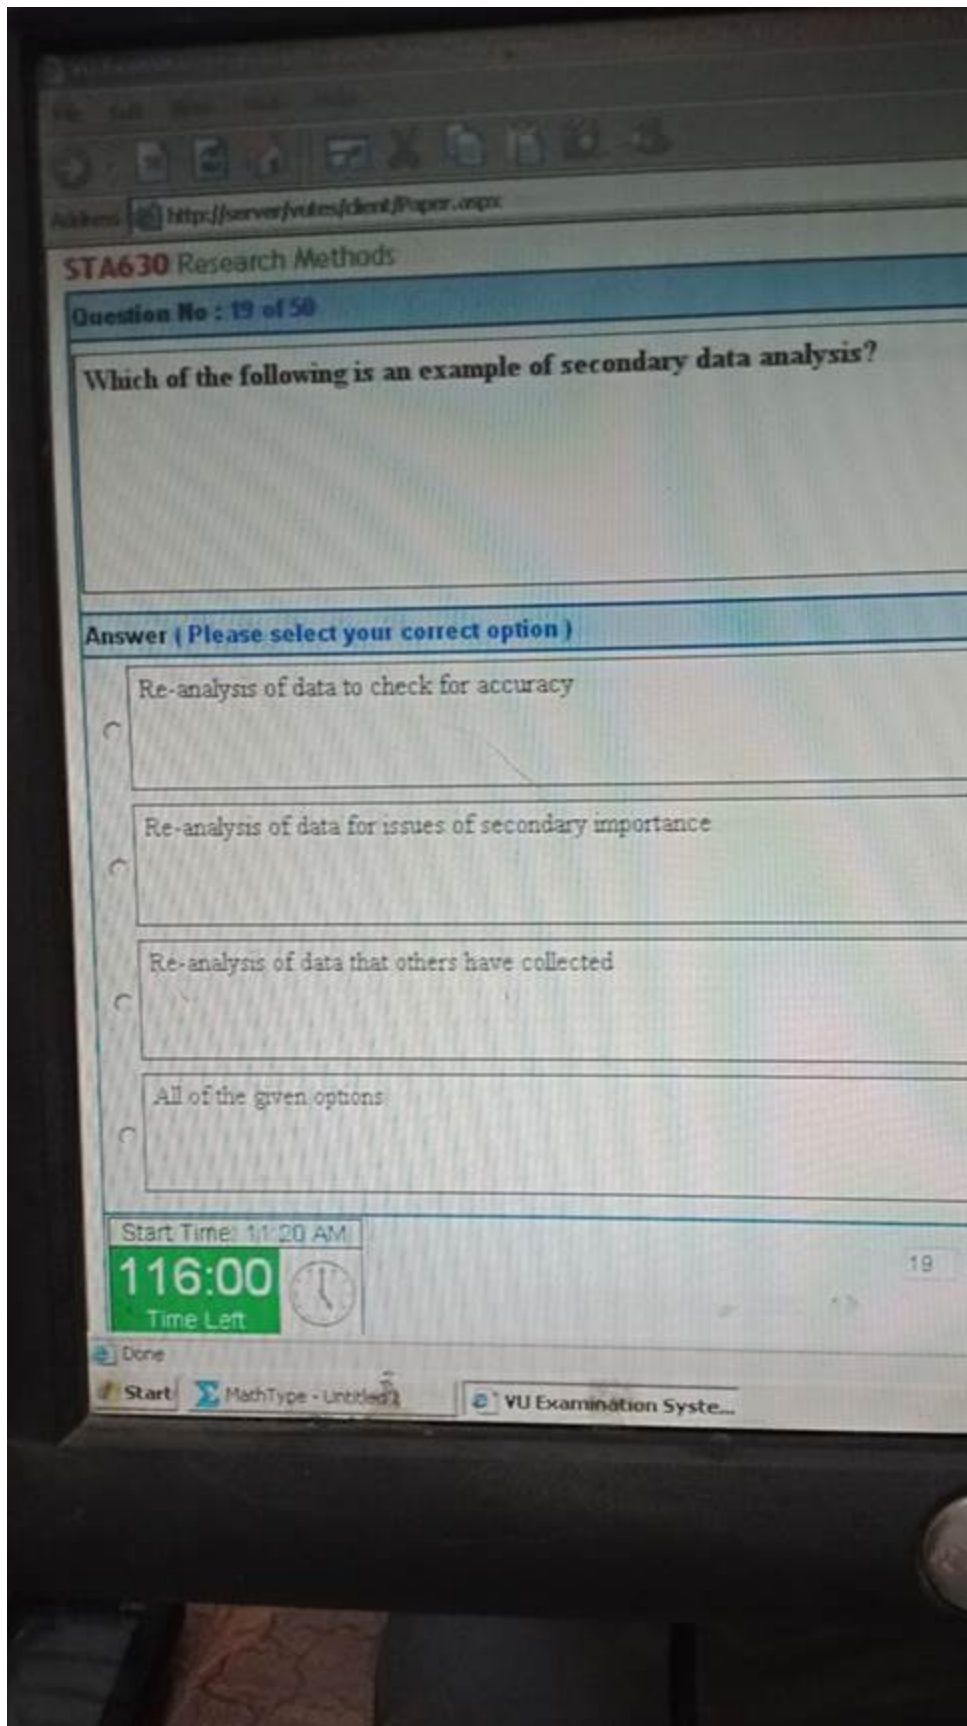 Address http://server/vutes/client/Paper.aspx
STA630 Research Methods
Question No : 19 of 50
Which of the following is an example of secondary data analysis?
Answer ( Please select your correct option )
Re-analysis of data to check for accuracy
Re-analysis of data for issues of secondary importance
Re-analysis of data that others have collected
All of the given options
Start Time: 11:20 AM
116:00
Time Left
19
Done
Start MathType - Untitled 2 VU Examination Syste...